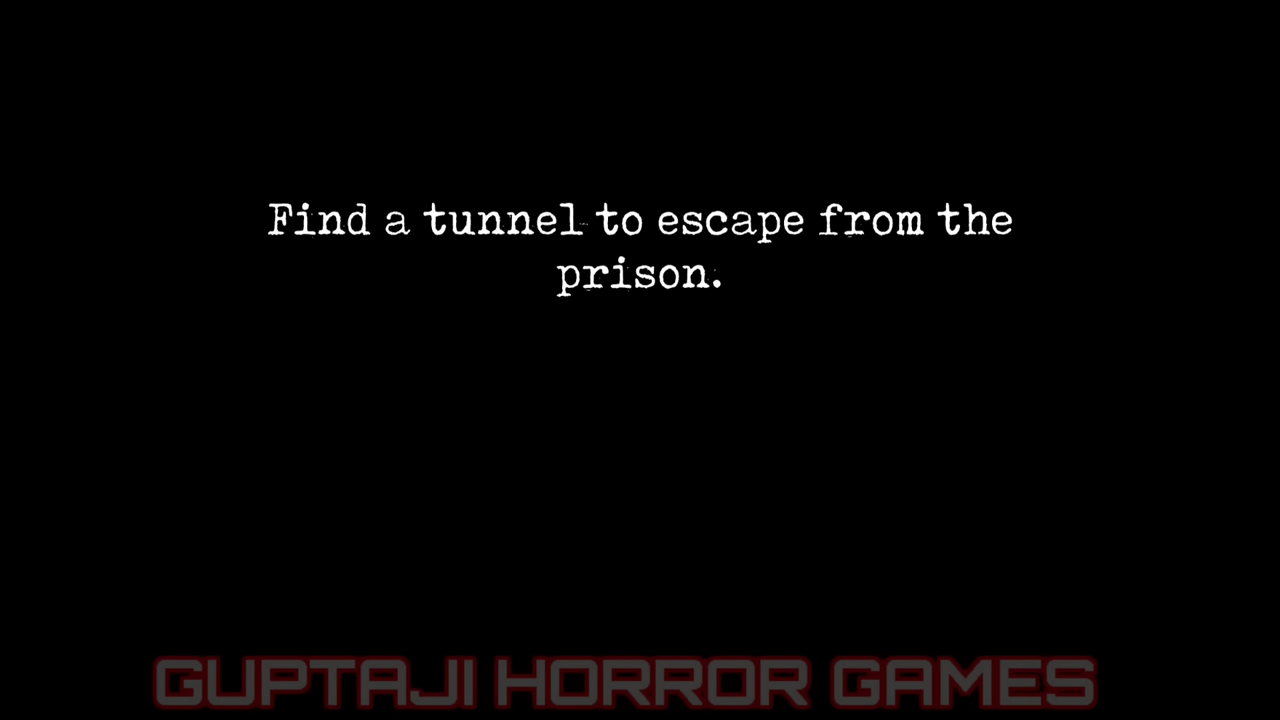 Find a tunnel to escape from the
prison.
GUPTAJI HORROR GAMES